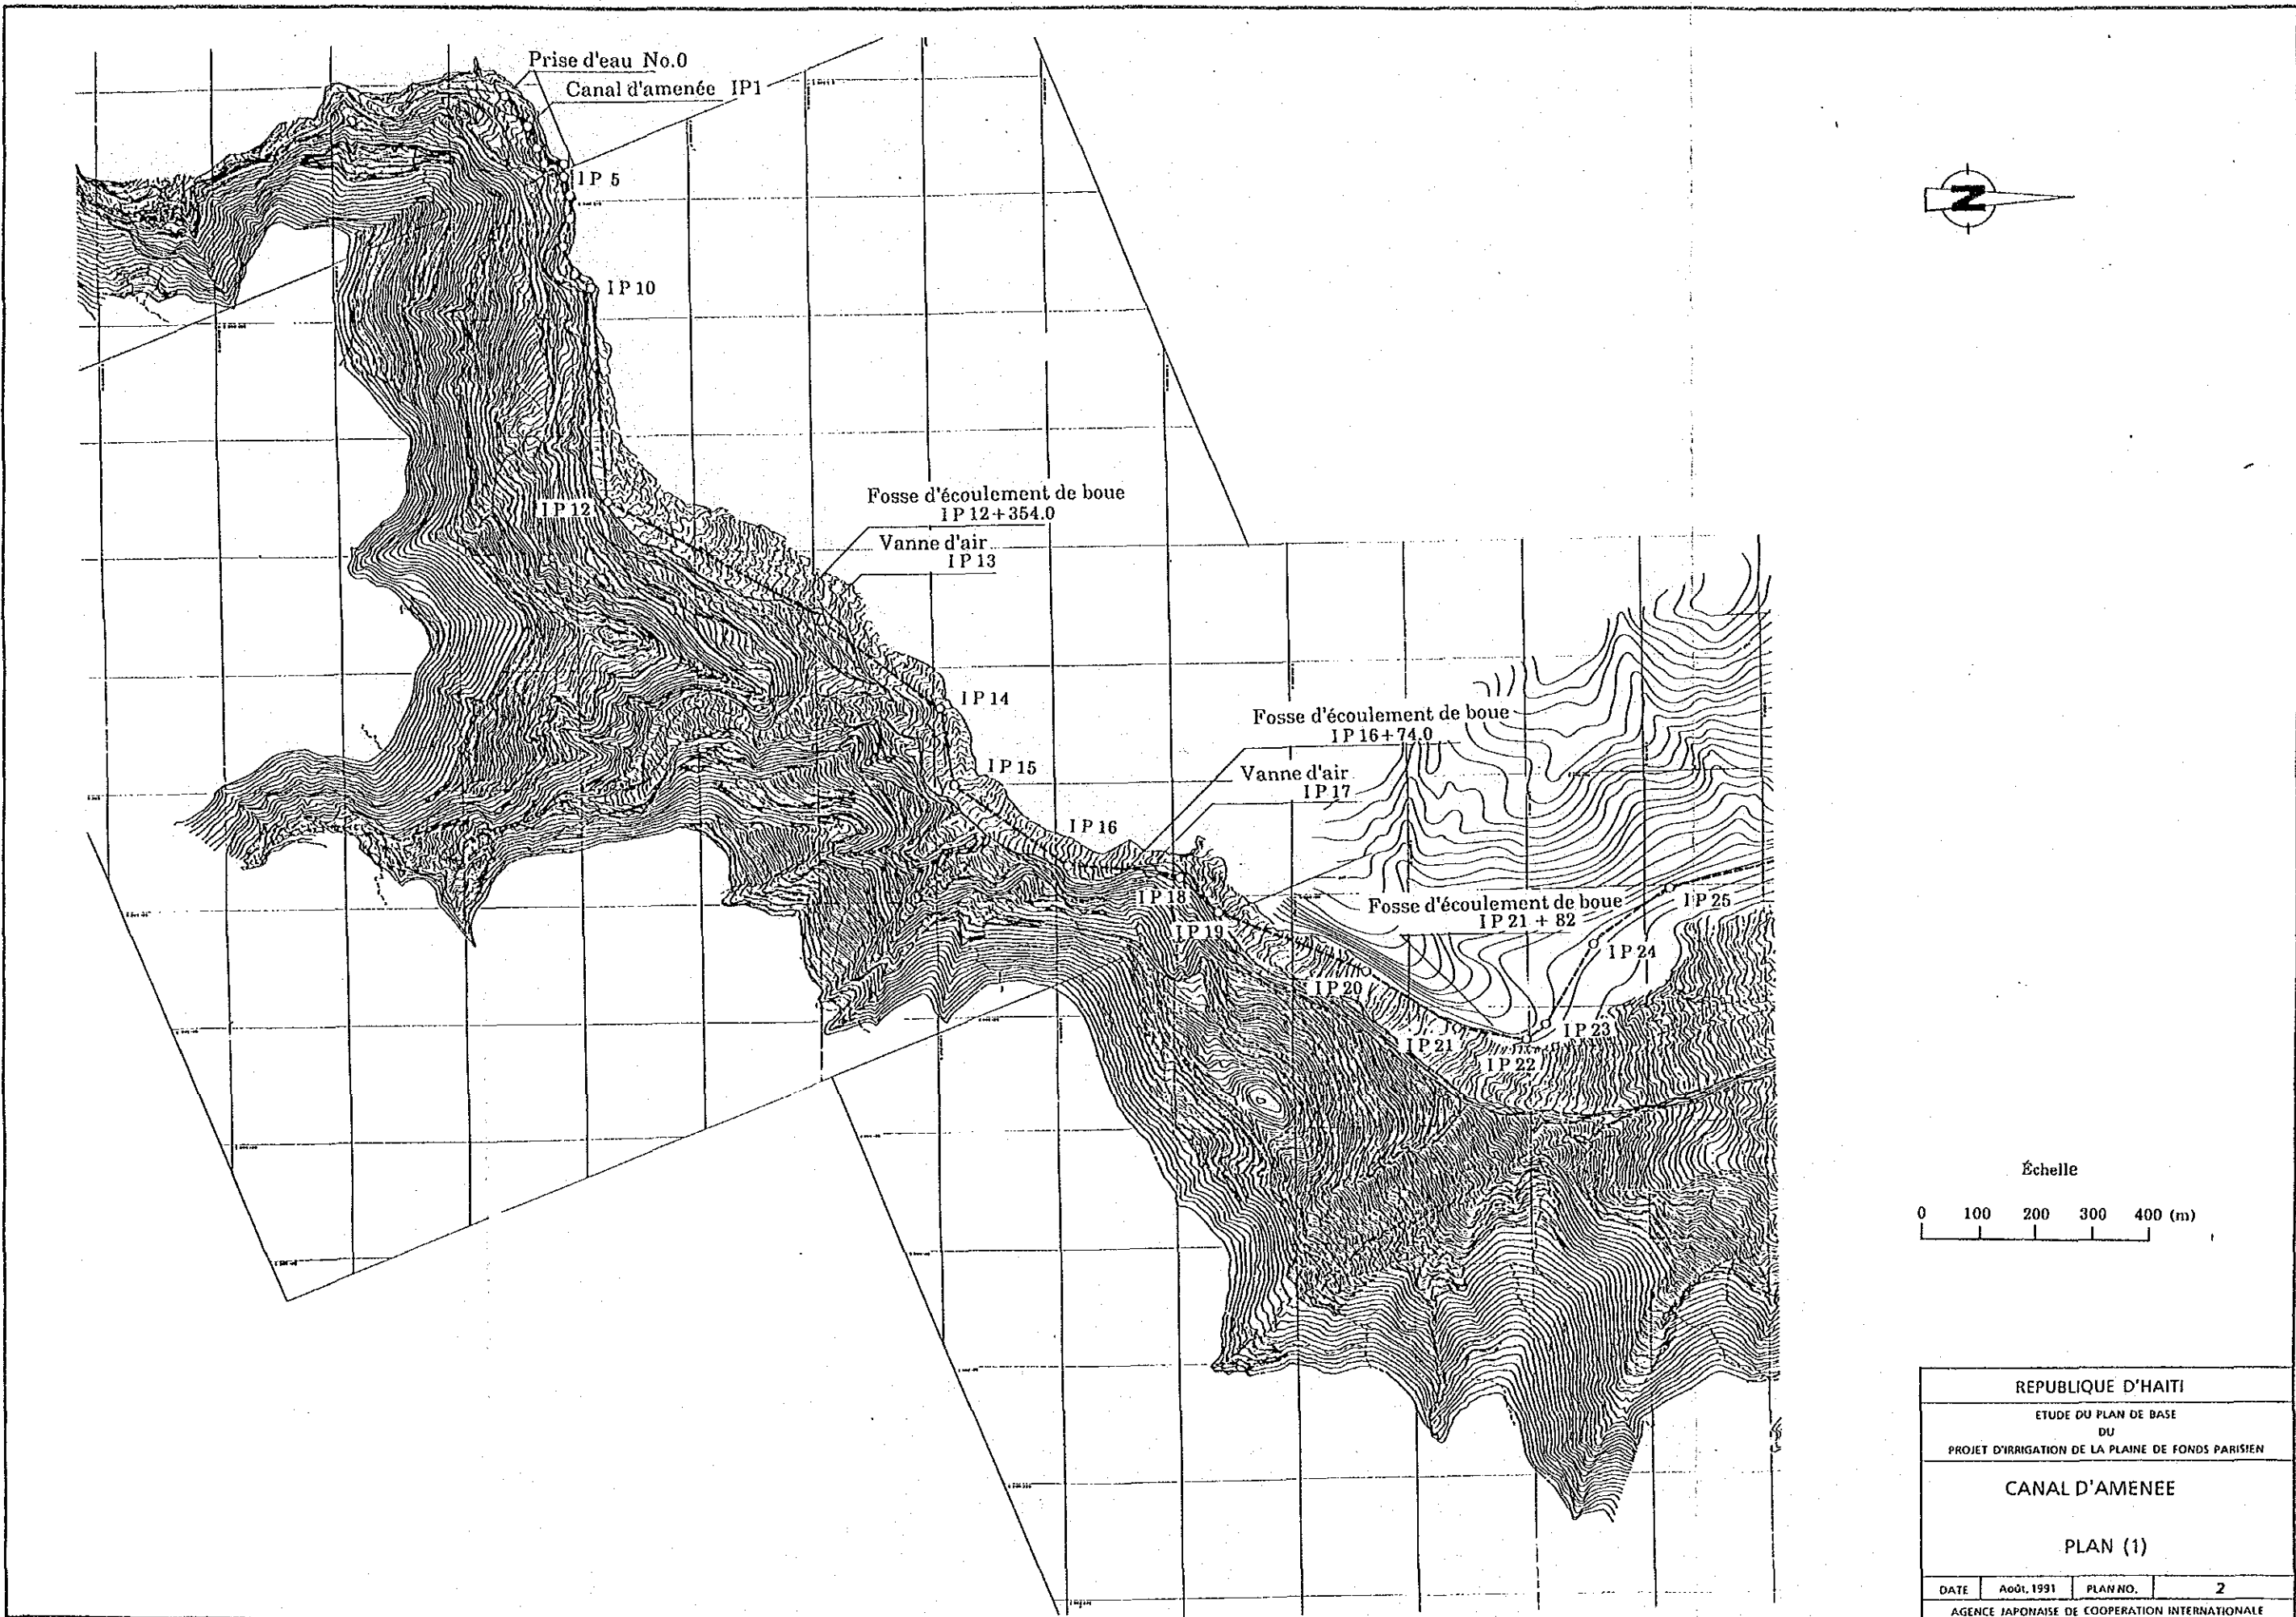 Prise d'eau No.0
Canal d'amenée IP1
IP 5
IP 10
IP 12
Fosse d'écoulement de boue
IP 12+354.0
Vanne d'air
IP 13
IP 14
IP 15
IP 16
Fosse d'écoulement de boue
IP 16+74.0
Vanne d'air
IP 17
IP 18
IP 19
Fosse d'écoulement de boue
IP 21 + 82
IP 20
IP 21
IP 22
IP 23
IP 24
IP 25
N
Échelle
0 100 200 300 400 (m)
REPUBLIQUE D'HAITI
ETUDE DU PLAN DE BASE
DU
PROJET D'IRRIGATION DE LA PLAINE DE FONDS PARISIEN
CANAL D'AMENEE
PLAN (1)
DATE Août, 1991 PLAN NO. 2
AGENCE JAPONAISE DE COOPERATION INTERNATIONALE